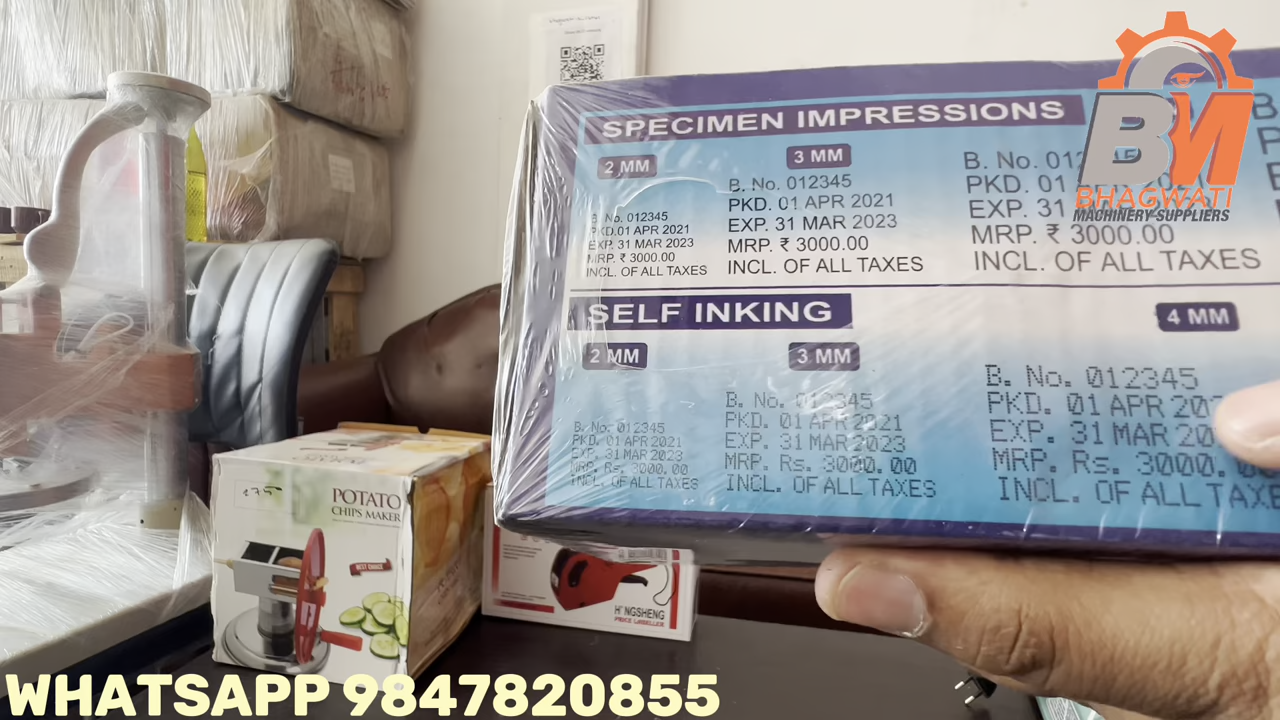 SPECIMEN IMPRESSIONS
2 MM
B. No. 012345
PKD. 01 APR 2021
EXP. 31 MAR 2023
MRP. ₹ 3000.00
INCL. OF ALL TAXES
3 MM
B. No. 012345
PKD. 01 APR 2021
EXP. 31 MAR 2023
MRP. ₹ 3000.00
INCL. OF ALL TAXES
B. No. 012
PKD. 01
EXP. 31
MRP. ₹ 3000.00
INCL. OF ALL TAXES
BM
BHAGWATI
MACHINERY SUPPLIERS
SELF INKING
2 MM
B. No. 012345
PKD. 01 APR 2021
EXP. 31 MAR 2023
MRP. Rs. 3000.00
INCL. OF ALL TAXES
3 MM
B. No. 012345
PKD. 01 APR 2021
EXP. 31 MAR 2023
MRP. Rs. 3000.00
INCL. OF ALL TAXES
4 MM
B. No. 012345
PKD. 01 APR 20
EXP. 31 MAR 20
MRP. Rs. 3000.
INCL. OF ALL TAXE
275
POTATO
CHIPS MAKER
BEST CHOICE
H NGSHENG
PRICE LABELLER
WHATSAPP 9847820855